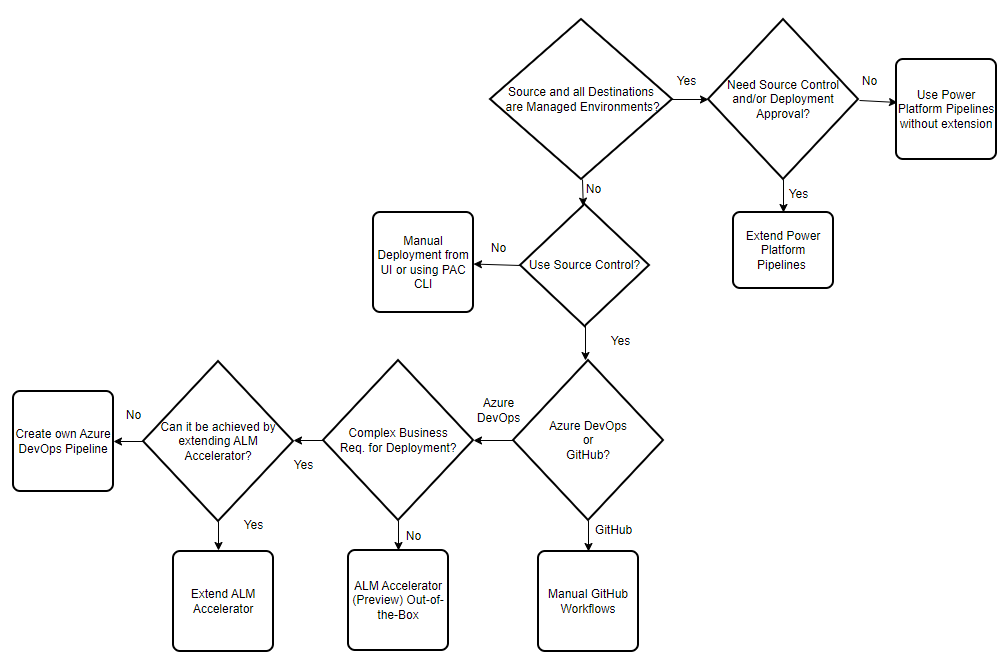 Source and all Destinations
are Managed Environments?
Yes
Need Source Control
and/or Deployment
Approval?
No
Use Power
Platform Pipelines
without extension
No
Yes
Manual
Deployment from
UI or using PAC
CLI
No
Use Source Control?
Extend Power
Platform
Pipelines
Yes
Create own Azure
DevOps Pipeline
No
Can it be achieved by
extending ALM
Accelerator?
Yes
Complex Business
Req. for Deployment?
Azure
DevOps
Azure DevOps
or
GitHub?
Yes
No
GitHub
Extend ALM
Accelerator
ALM Accelerator
(Preview) Out-of-
the-Box
Manual GitHub
Workflows